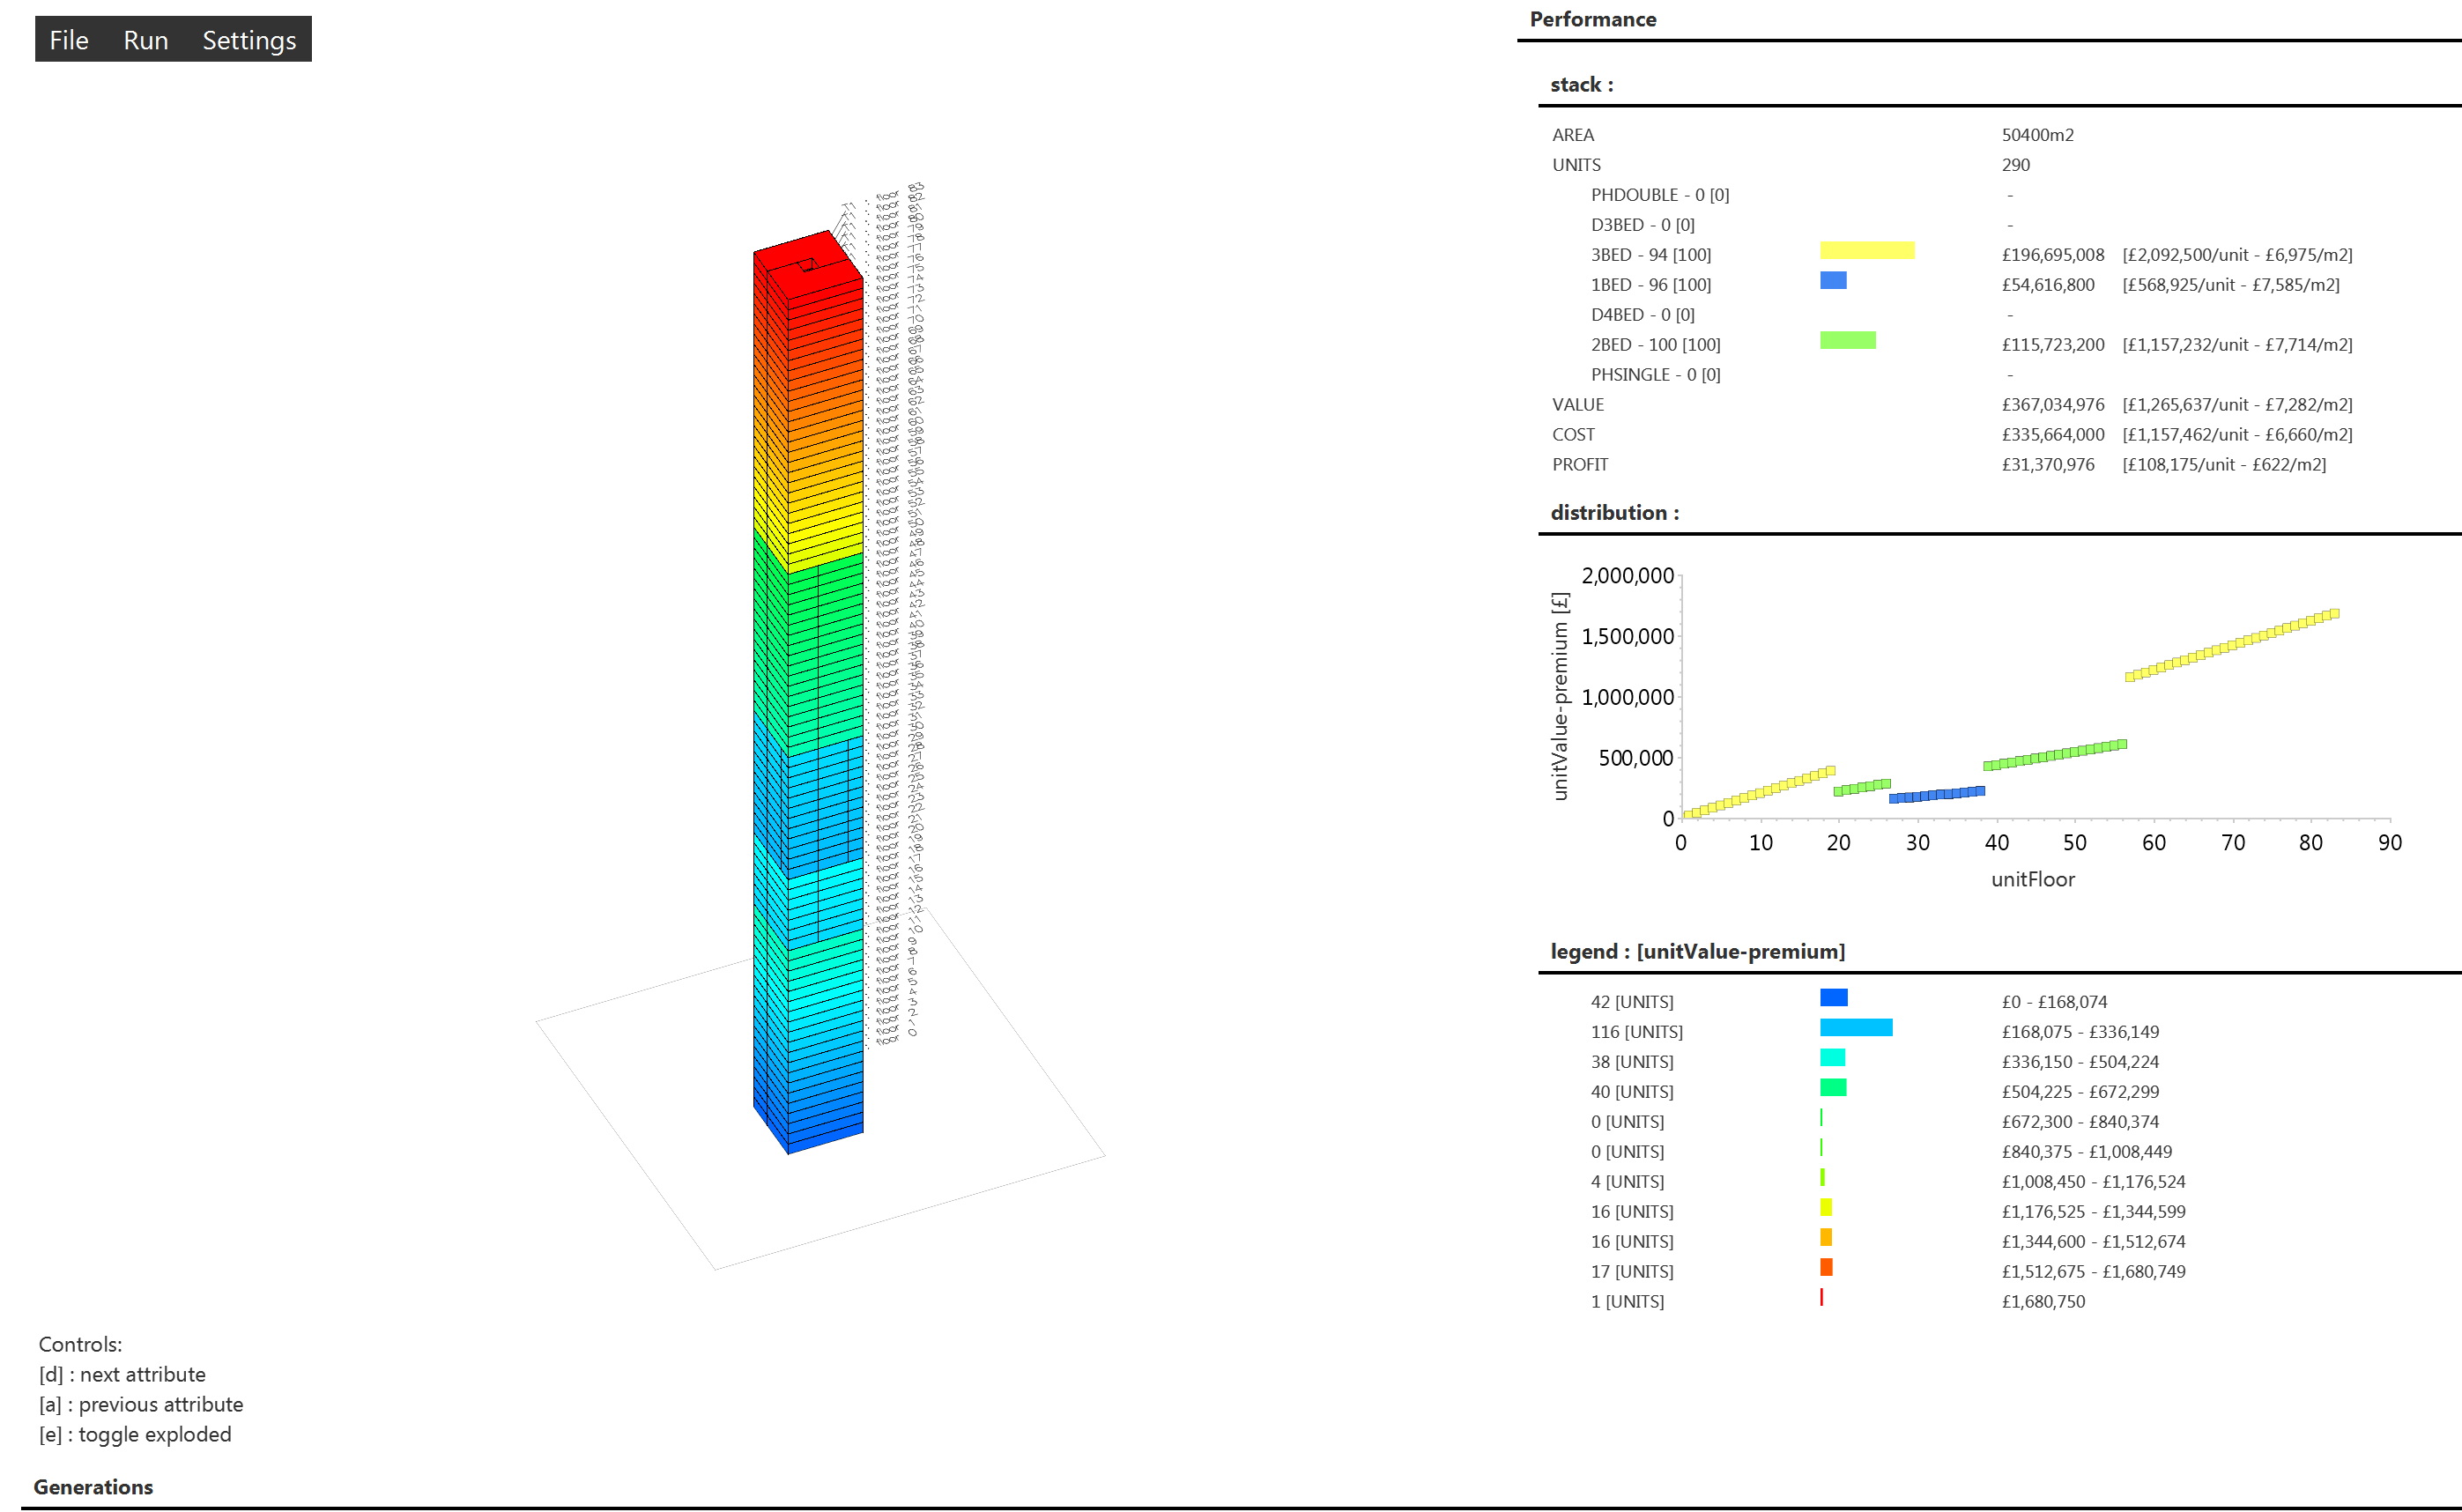 File Run Settings
Performance
stack :
AREA 50400m2
UNITS 290
PHDOUBLE - 0 [0] -
D3BED - 0 [0] -
3BED - 94 [100] £196,695,008 [£2,092,500/unit - £6,975/m2]
1BED - 96 [100] £54,616,800 [£568,925/unit - £7,585/m2]
D4BED - 0 [0] -
2BED - 100 [100] £115,723,200 [£1,157,232/unit - £7,714/m2]
PHSINGLE - 0 [0] -
VALUE £367,034,976 [£1,265,637/unit - £7,282/m2]
COST £335,664,000 [£1,157,462/unit - £6,660/m2]
PROFIT £31,370,976 [£108,175/unit - £622/m2]
distribution :
unitValue-premium [£]
2,000,000
1,500,000
1,000,000
500,000
0
0 10 20 30 40 50 60 70 80 90
unitFloor
legend : [unitValue-premium]
42 [UNITS] £0 - £168,074
116 [UNITS] £168,075 - £336,149
38 [UNITS] £336,150 - £504,224
40 [UNITS] £504,225 - £672,299
0 [UNITS] £672,300 - £840,374
0 [UNITS] £840,375 - £1,008,449
4 [UNITS] £1,008,450 - £1,176,524
16 [UNITS] £1,176,525 - £1,344,599
16 [UNITS] £1,344,600 - £1,512,674
17 [UNITS] £1,512,675 - £1,680,749
1 [UNITS] £1,680,750
Controls:
[d] : next attribute
[a] : previous attribute
[e] : toggle exploded
Generations